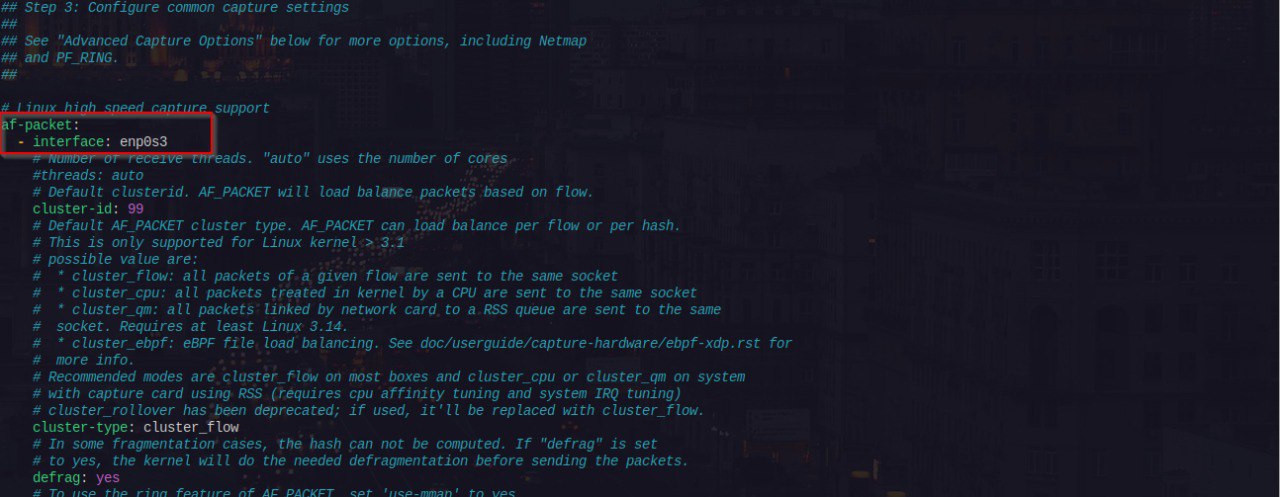 ## Step 3: Configure common capture settings
##
## See "Advanced Capture Options" below for more options, including Netmap
## and PF_RING.
##
# Linux high speed capture support
af-packet:
  - interface: enp0s3
    # Number of receive threads. "auto" uses the number of cores
    #threads: auto
    # Default clusterid. AF_PACKET will load balance packets based on flow.
    cluster-id: 99
    # Default AF_PACKET cluster type. AF_PACKET can load balance per flow or per hash.
    # This is only supported for Linux kernel > 3.1
    # possible value are:
    #  * cluster_flow: all packets of a given flow are sent to the same socket
    #  * cluster_cpu: all packets treated in kernel by a CPU are sent to the same socket
    #  * cluster_qm: all packets linked by network card to a RSS queue are sent to the same
    #  socket. Requires at least Linux 3.14.
    #  * cluster_ebpf: eBPF file load balancing. See doc/userguide/capture-hardware/ebpf-xdp.rst for
    #  more info.
    # Recommended modes are cluster_flow on most boxes and cluster_cpu or cluster_qm on system
    # with capture card using RSS (requires cpu affinity tuning and system IRQ tuning)
    # cluster_rollover has been deprecated; if used, it'll be replaced with cluster_flow.
    cluster-type: cluster_flow
    # In some fragmentation cases, the hash can not be computed. If "defrag" is set
    # to yes, the kernel will do the needed defragmentation before sending the packets.
    defrag: yes
    # To use the ring feature of AF_PACKET, set 'use-mmap' to yes